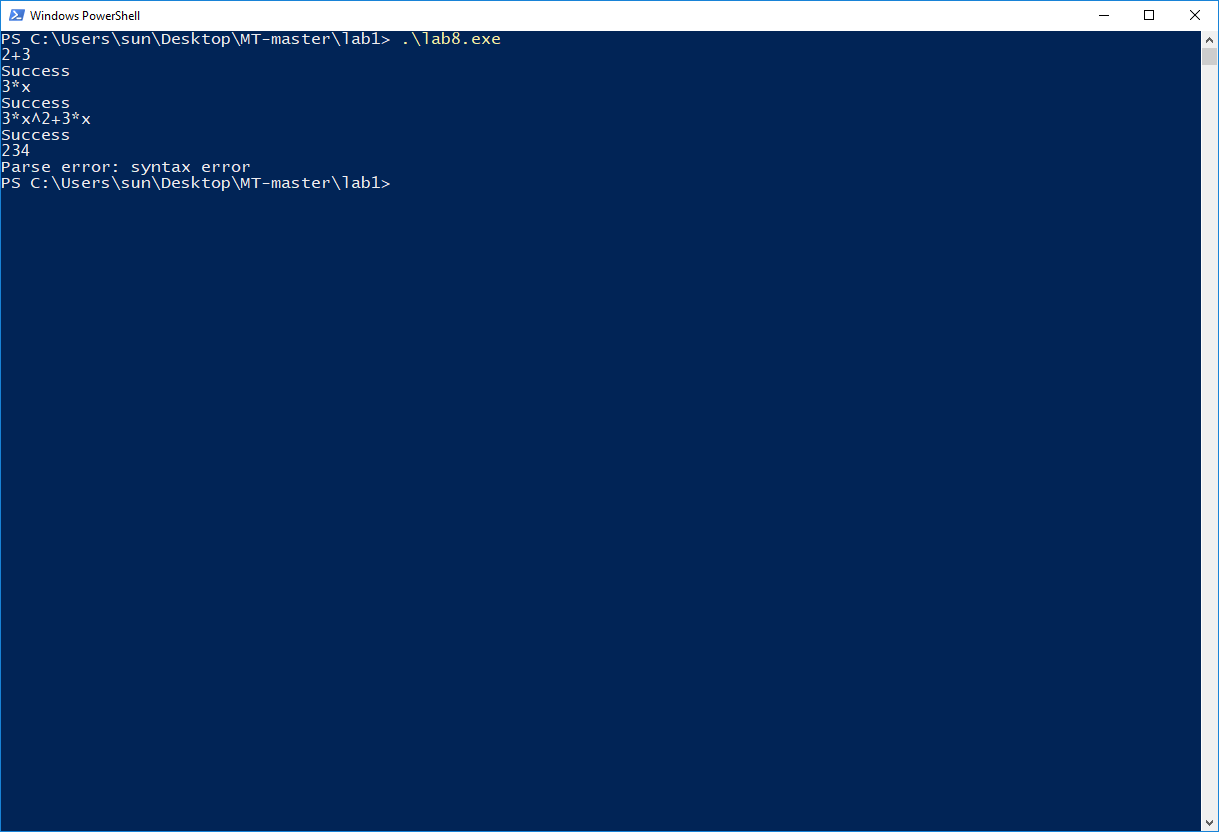 Windows PowerShell
PS C:\Users\sun\Desktop\MT-master\lab1> .\lab8.exe
2+3
Success
3*x
Success
3*x^2+3*x
Success
234
Parse error: syntax error
PS C:\Users\sun\Desktop\MT-master\lab1>